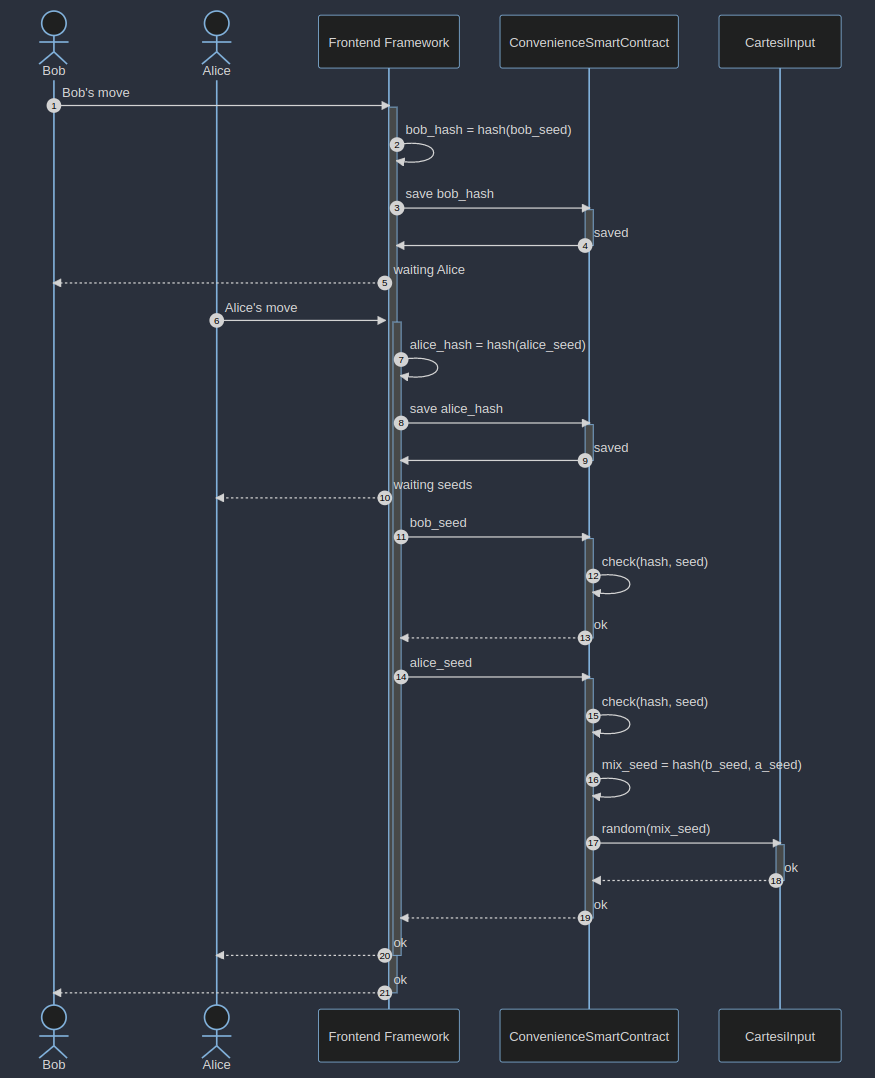 Bob
Alice
Frontend Framework
ConvenienceSmartContract
CartesiInput
Bob's move
1
bob_hash = hash(bob_seed)
2
save bob_hash
3
saved
4
waiting Alice
5
Alice's move
6
alice_hash = hash(alice_seed)
7
save alice_hash
8
saved
9
waiting seeds
10
bob_seed
11
check(hash, seed)
12
ok
13
alice_seed
14
check(hash, seed)
15
mix_seed = hash(b_seed, a_seed)
16
random(mix_seed)
17
ok
18
ok
19
ok
20
ok
21
Bob
Alice
Frontend Framework
ConvenienceSmartContract
CartesiInput